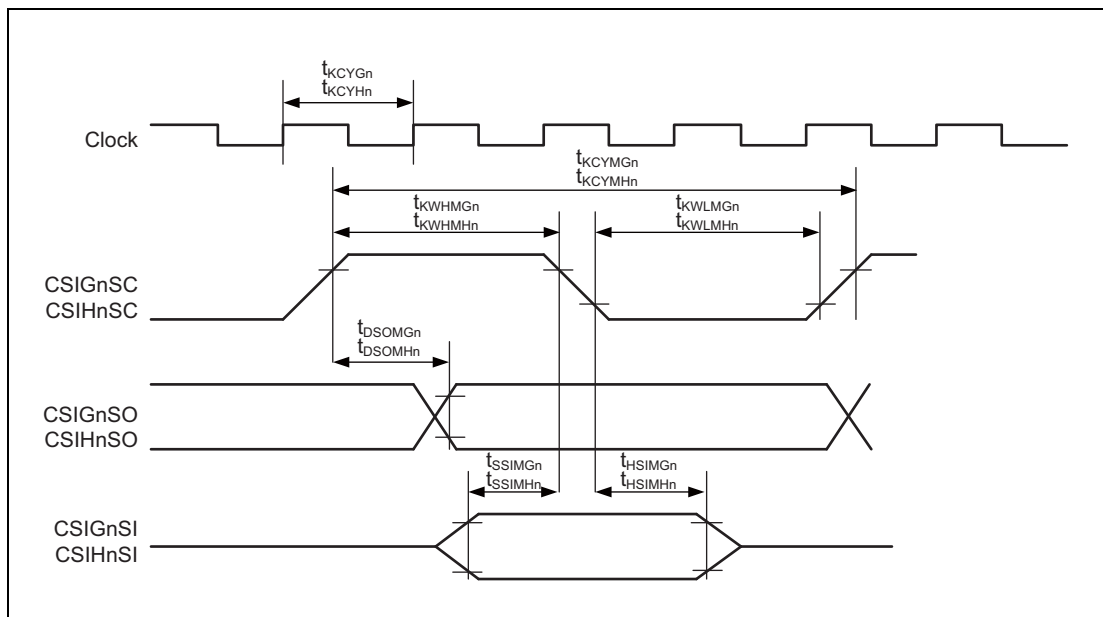 tKCYGn
tKCYHn
Clock
tKCYMGn
tKCYMHn
tKWHMGn
tKWHMHn
tKWLMGn
tKWLMHn
CSIGnSC
CSIHnSC
tDSOMGn
tDSOMHn
CSIGnSO
CSIHnSO
tSSIMGn
tSSIMHn
tHSIMGn
tHSIMHn
CSIGnSI
CSIHnSI